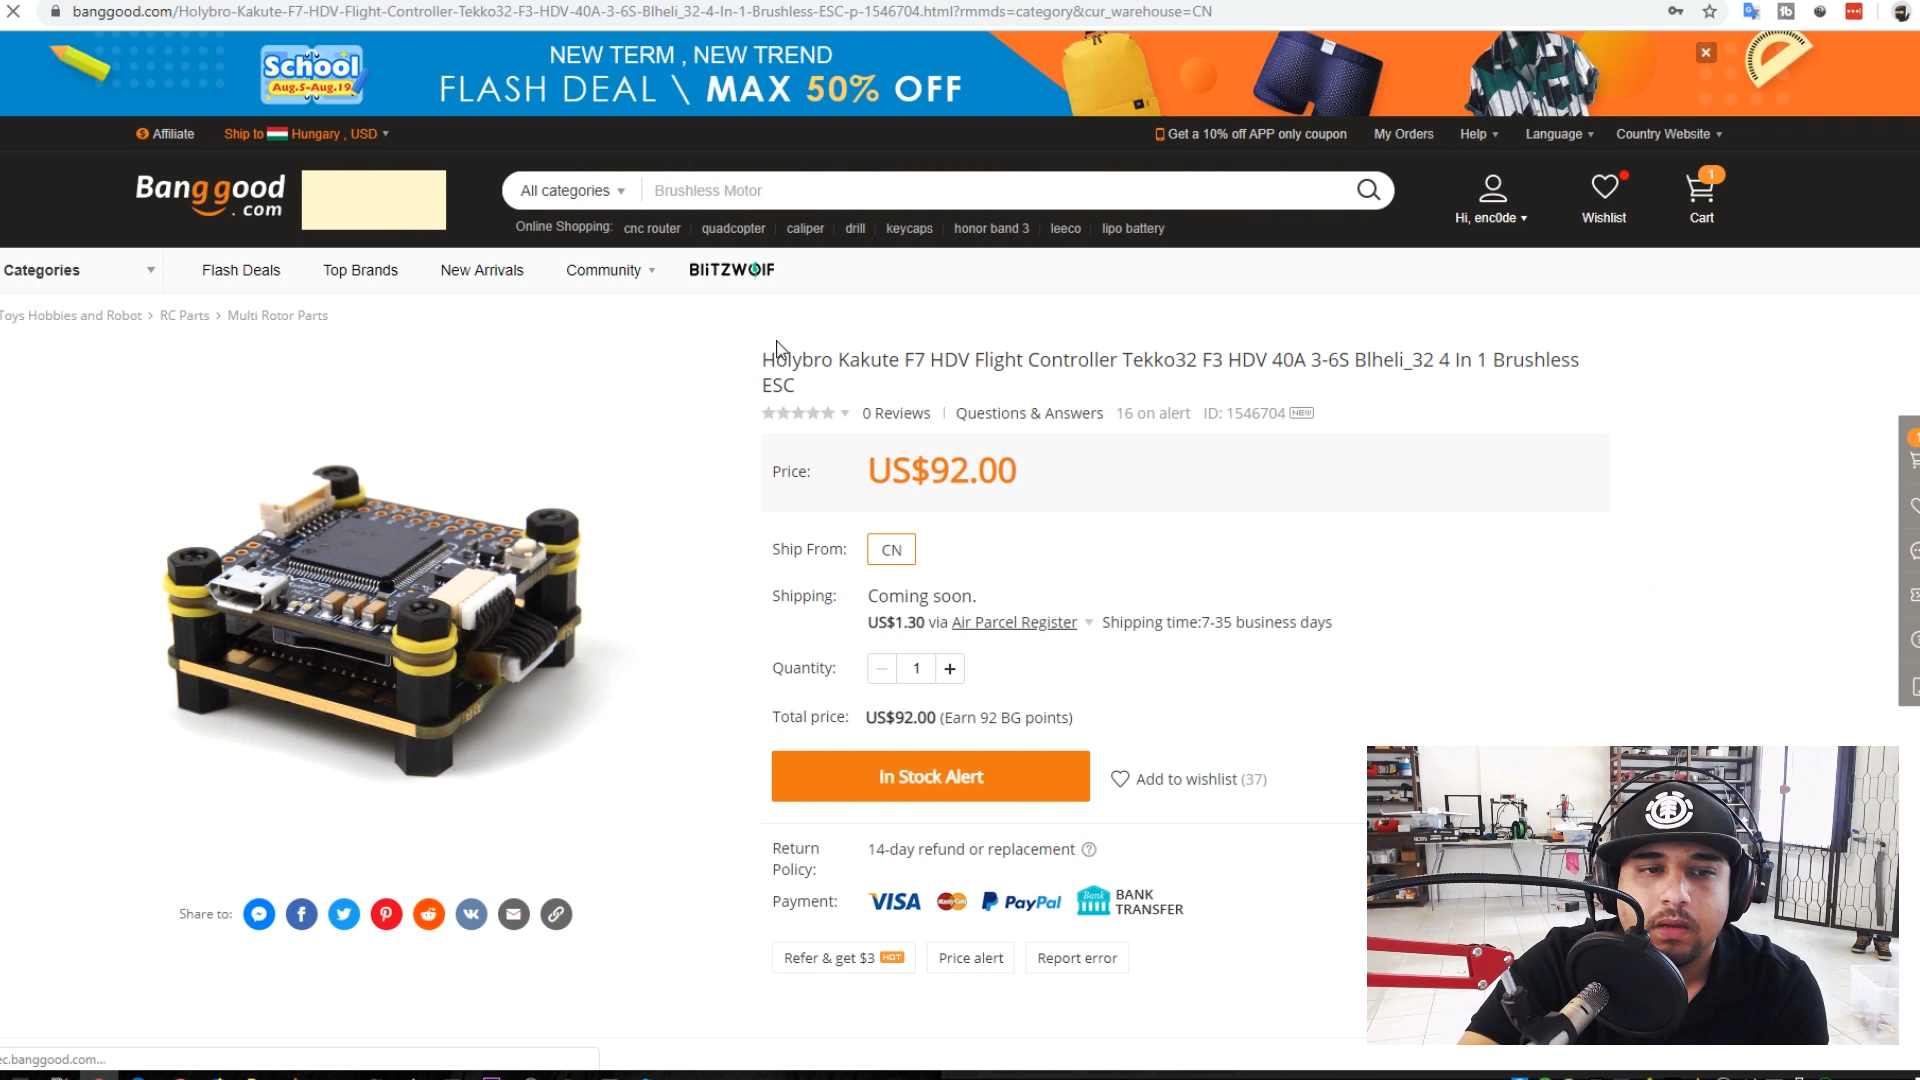 banggood.com/Holybro-Kakute-F7-HDV-Flight-Controller-Tekko32-F3-HDV-40A-3-6S-Blheli_32-4-In-1-Brushless-ESC-p-1546704.html?rmmds=category&cur_warehouse=CN
School
Aug.5-Aug.19
NEW TERM , NEW TREND
FLASH DEAL \ MAX 50% OFF
Affiliate
Ship to Hungary , USD
Get a 10% off APP only coupon
My Orders
Help
Language
Country Website
Banggood
.com
All categories
Brushless Motor
Online Shopping: cnc router quadcopter caliper drill keycaps honor band 3 leeco lipo battery
Hi, enc0de
Wishlist
1
Cart
Categories
Flash Deals
Top Brands
New Arrivals
Community
BLITZWOLF
Toys Hobbies and Robot > RC Parts > Multi Rotor Parts
Holybro Kakute F7 HDV Flight Controller Tekko32 F3 HDV 40A 3-6S Blheli_32 4 In 1 Brushless
ESC
0 Reviews | Questions & Answers 16 on alert ID: 1546704 NEW
Price: US$92.00
Ship From: CN
Shipping: Coming soon.
US$1.30 via Air Parcel Register Shipping time:7-35 business days
Quantity: − 1 +
Total price: US$92.00 (Earn 92 BG points)
In Stock Alert
Add to wishlist (37)
Return
Policy:
14-day refund or replacement ?
Payment: VISA MasterCard PayPal Bank BANK
TRANSFER
Share to:
Refer & get $3 HOT
Price alert
Report error
ec.banggood.com...